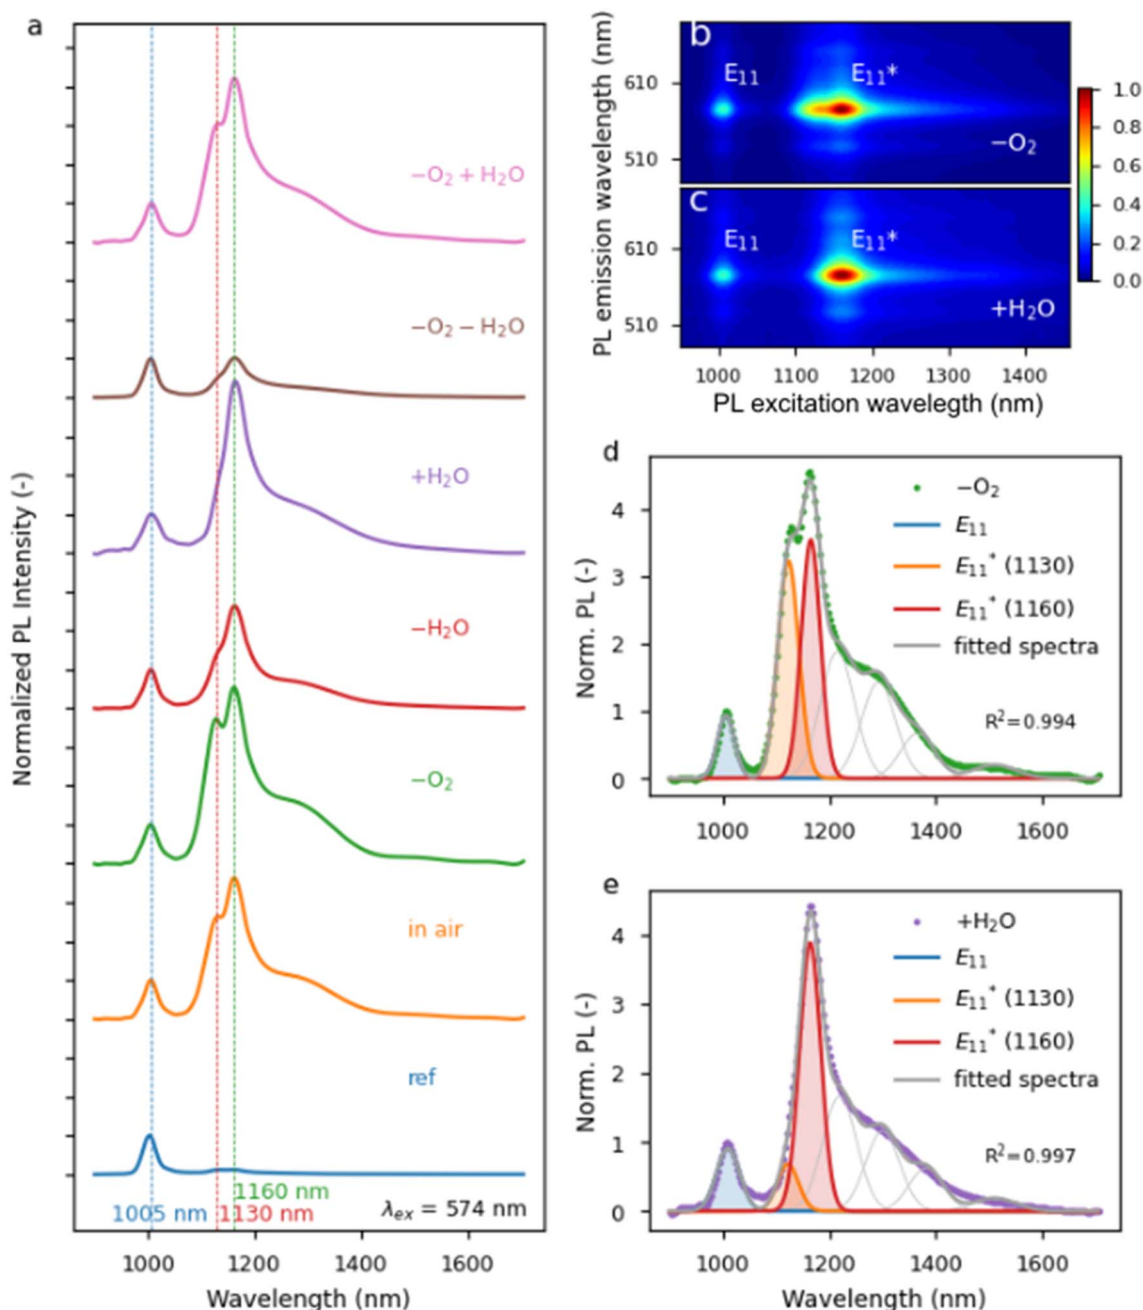 a
Normalized PL Intensity (-)
−O₂ + H₂O
−O₂ − H₂O
+H₂O
−H₂O
−O₂
in air
ref
1160 nm
1005 nm
1130 nm
λₑₓ = 574 nm
1000 1200 1400 1600
Wavelength (nm)
PL emission wavelength (nm)
b
E₁₁
E₁₁*
−O₂
610
510
c
E₁₁
E₁₁*
+H₂O
610
510
1000 1100 1200 1300 1400
PL excitation wavelegth (nm)
1.0
0.8
0.6
0.4
0.2
0.0
d
Norm. PL (-)
4
3
2
1
0
−O₂
E₁₁
E₁₁* (1130)
E₁₁* (1160)
fitted spectra
R²=0.994
1000 1200 1400 1600
e
Norm. PL (-)
4
3
2
1
0
+H₂O
E₁₁
E₁₁* (1130)
E₁₁* (1160)
fitted spectra
R²=0.997
1000 1200 1400 1600
Wavelength (nm)